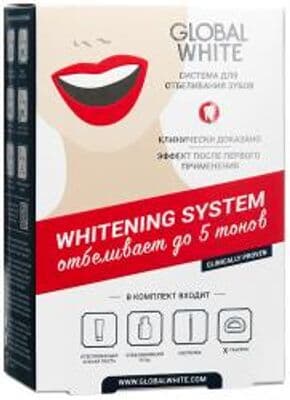 GLOBAL
WHITE
СИСТЕМА ДЛЯ
ОТБЕЛИВАНИЯ ЗУБОВ
КЛИНИЧЕСКИ ДОКАЗАНО
ЭФФЕКТ ПОСЛЕ ПЕРВОГО
ПРИМЕНЕНИЯ
WHITENING SYSTEM
отбеливает до 5 тонов
CLINICALLY PROVEN
В КОМПЛЕКТ ВХОДИТ
WWW.GLOBALWHITE.COM